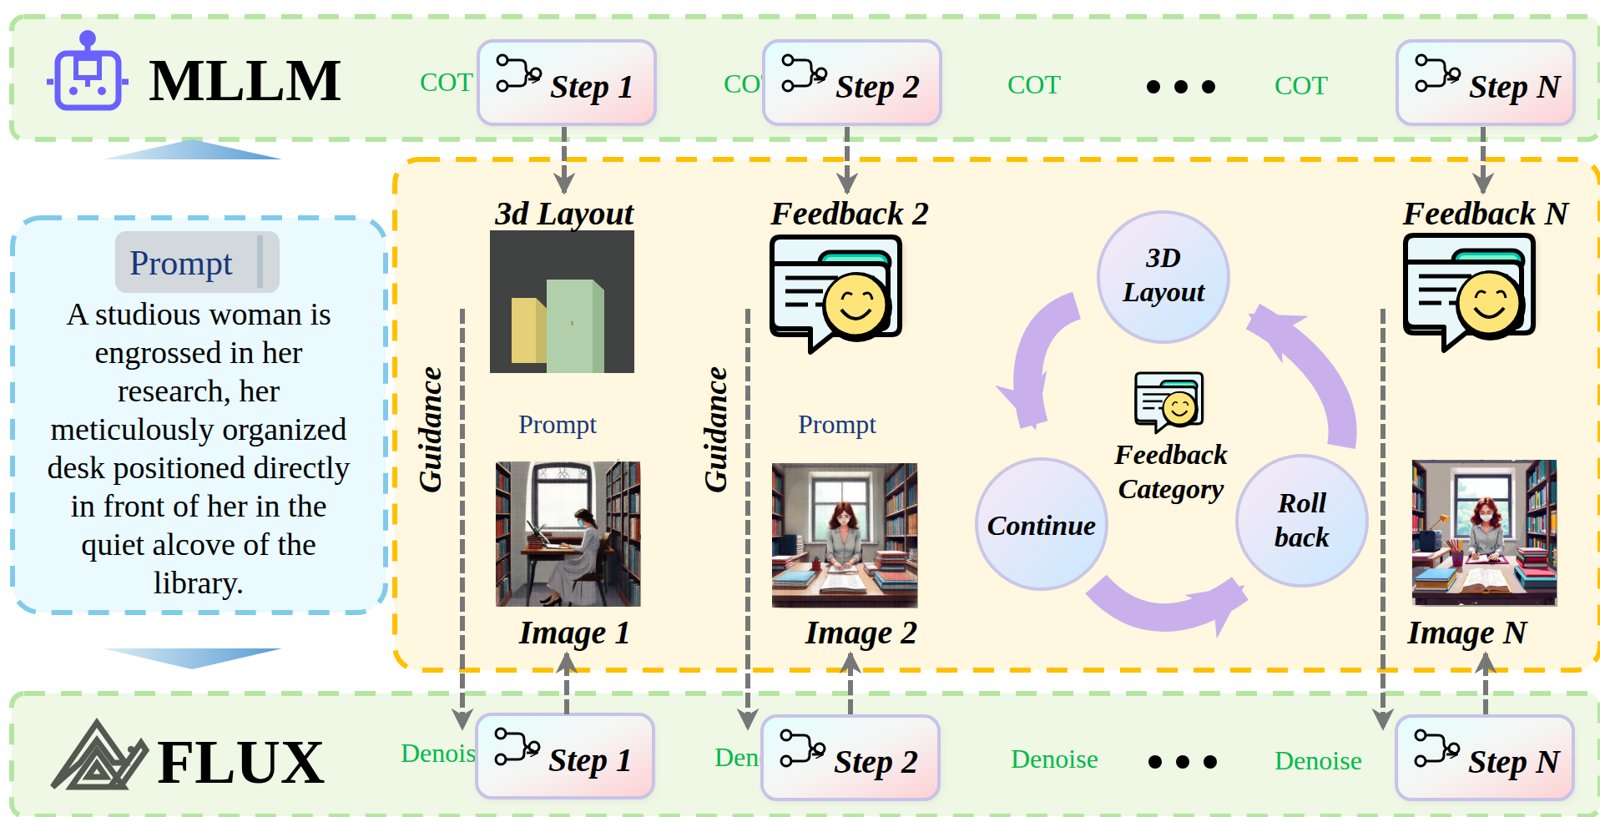 MLLM
COT
Step 1
CO
Step 2
COT
COT
Step N
Prompt
A studious woman is
engrossed in her
research, her
meticulously organized
desk positioned directly
in front of her in the
quiet alcove of the
library.
3d Layout
Guidance
Prompt
Image 1
Feedback 2
Guidance
Prompt
Image 2
3D
Layout
Feedback
Category
Continue
Roll
back
Feedback N
Image N
FLUX
Denois
Step 1
Den
Step 2
Denoise
Denoise
Step N